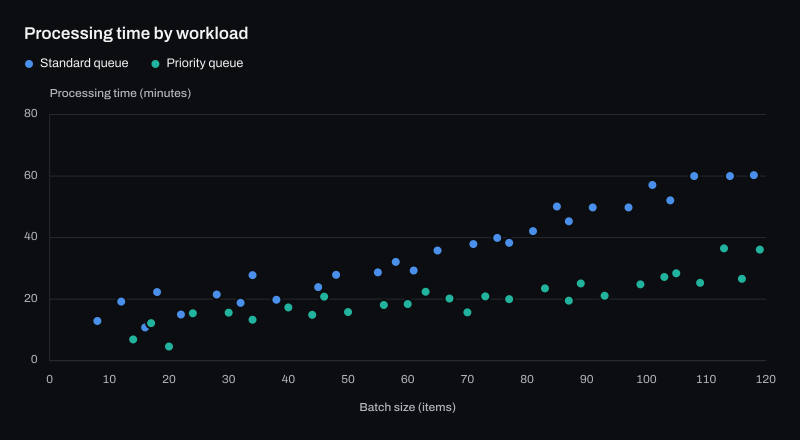 Processing time by workload
Standard queue Priority queue
Processing time (minutes)
80
60
40
20
0
0 10 20 30 40 50 60 70 80 90 100 110 120
Batch size (items)